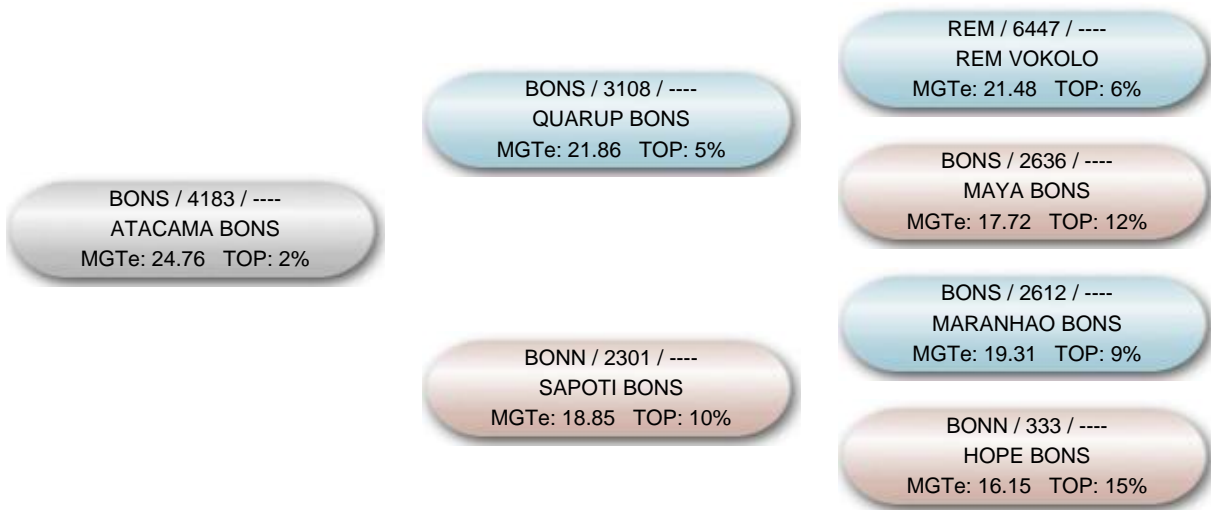 BONS / 4183 / ----
ATACAMA BONS
MGTe: 24.76 TOP: 2%
BONS / 3108 / ----
QUARUP BONS
MGTe: 21.86 TOP: 5%
BONN / 2301 / ----
SAPOTI BONS
MGTe: 18.85 TOP: 10%
REM / 6447 / ----
REM VOKOLO
MGTe: 21.48 TOP: 6%
BONS / 2636 / ----
MAYA BONS
MGTe: 17.72 TOP: 12%
BONS / 2612 / ----
MARANHAO BONS
MGTe: 19.31 TOP: 9%
BONN / 333 / ----
HOPE BONS
MGTe: 16.15 TOP: 15%